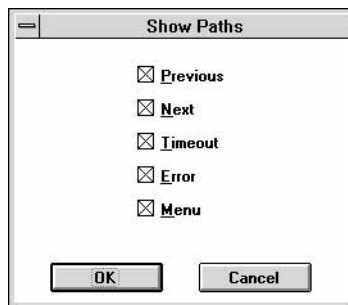 Show Paths
Previous
Next
Timeout
Error
Menu
OK Cancel